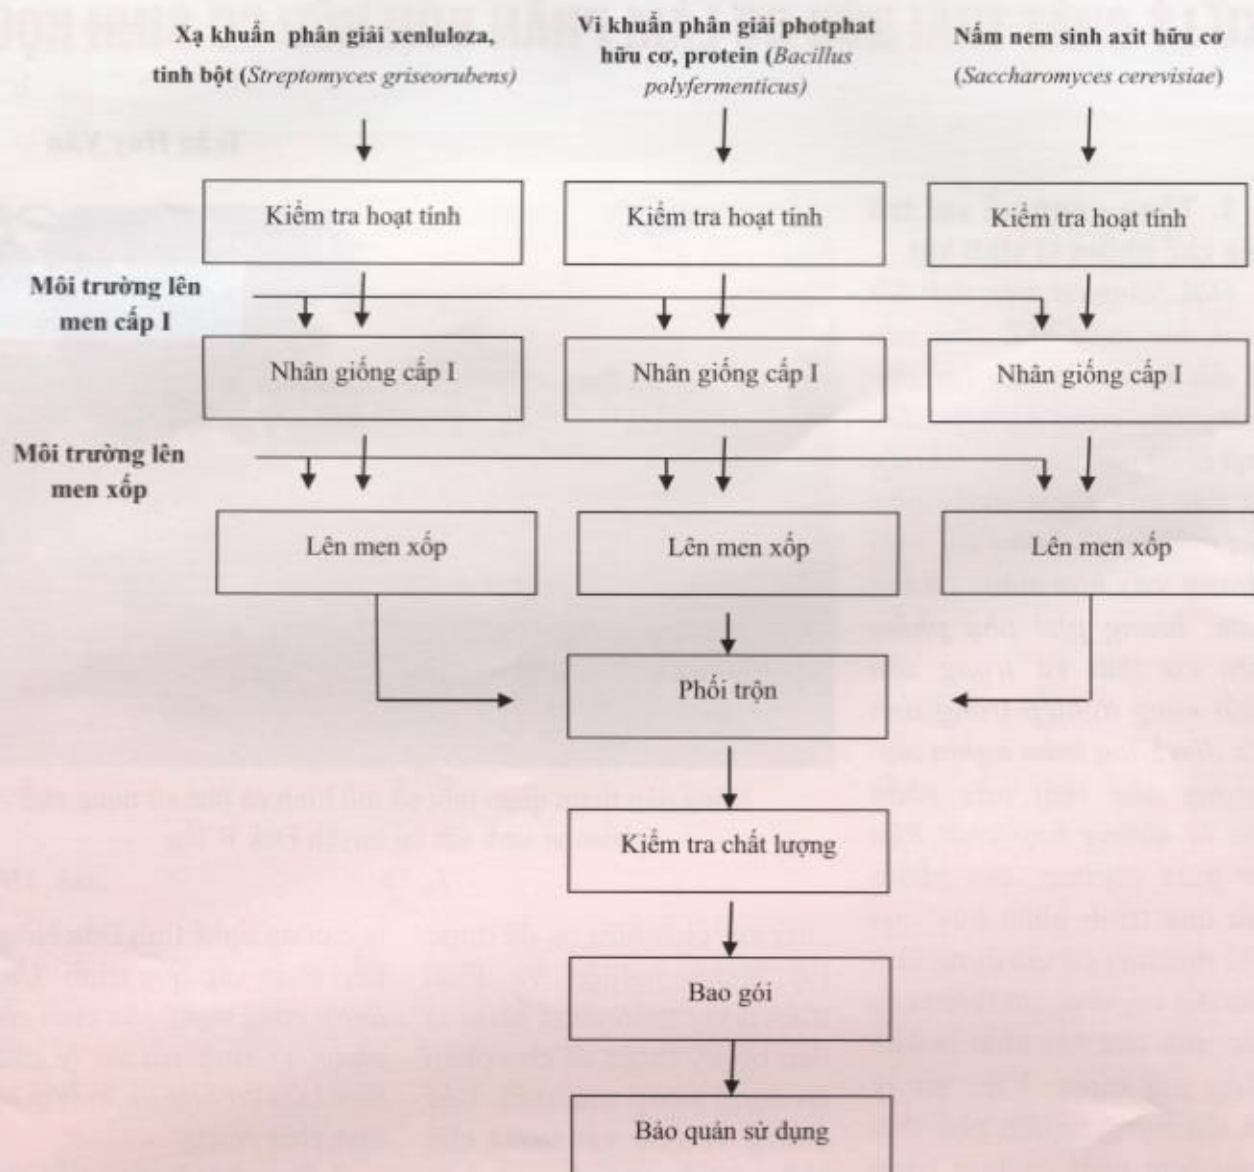 Xạ khuẩn phân giải xenluloza,
tinh bột (Streptomyces griseorubens)
Vi khuẩn phân giải photphat
hữu cơ, protein (Bacillus
polyfermenticus)
Nấm nem sinh axit hữu cơ
(Saccharomyces cerevisiae)
Kiểm tra hoạt tính
Kiểm tra hoạt tính
Kiểm tra hoạt tính
Môi trường lên
men cấp I
Nhân giống cấp I
Nhân giống cấp I
Nhân giống cấp I
Môi trường lên
men xốp
Lên men xốp
Lên men xốp
Lên men xốp
Phối trộn
Kiểm tra chất lượng
Bao gói
Bảo quản sử dụng